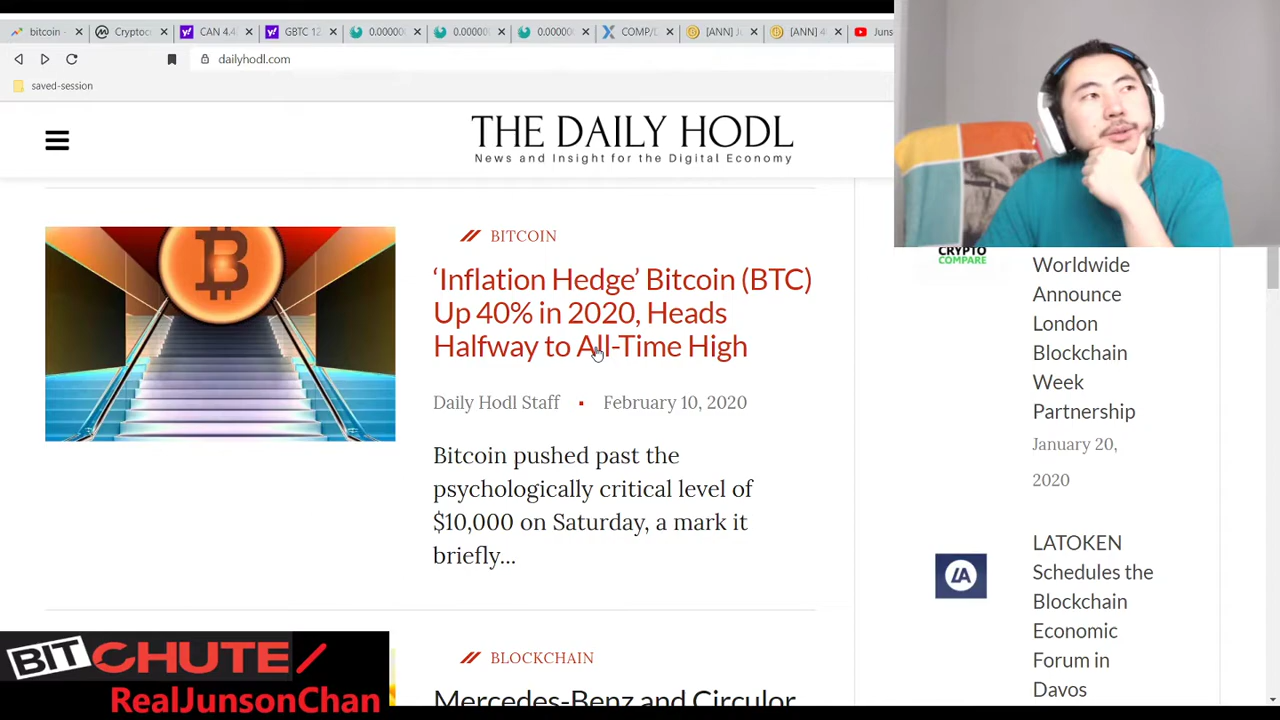 bitcoin -
Cryptoc
CAN 4.4
GBTC 12
0.00000
0.0000
0.00000
COMP/
[ANN] J
[ANN] 4
Juns
dailyhodl.com
saved-session
THE DAILY HODL
News and Insight for the Digital Economy
BITCOIN
‘Inflation Hedge’ Bitcoin (BTC)
Up 40% in 2020, Heads
Halfway to All-Time High
Daily Hodl Staff ▪ February 10, 2020
Bitcoin pushed past the
psychologically critical level of
$10,000 on Saturday, a mark it
briefly...
BLOCKCHAIN
Mercedes-Benz and Circulor
CRYPTO
COMPARE
Worldwide
Announce
London
Blockchain
Week
Partnership
January 20,
2020
LA
LATOKEN
Schedules the
Blockchain
Economic
Forum in
Davos
BITCHUTE/
RealJunsonChan